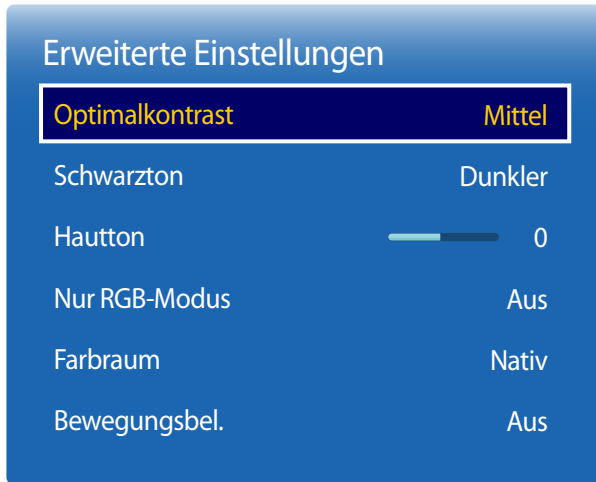 Erweiterte Einstellungen
Optimalkontrast Mittel
Schwarzton Dunkler
Hautton 0
Nur RGB-Modus Aus
Farbraum Nativ
Bewegungsbel. Aus